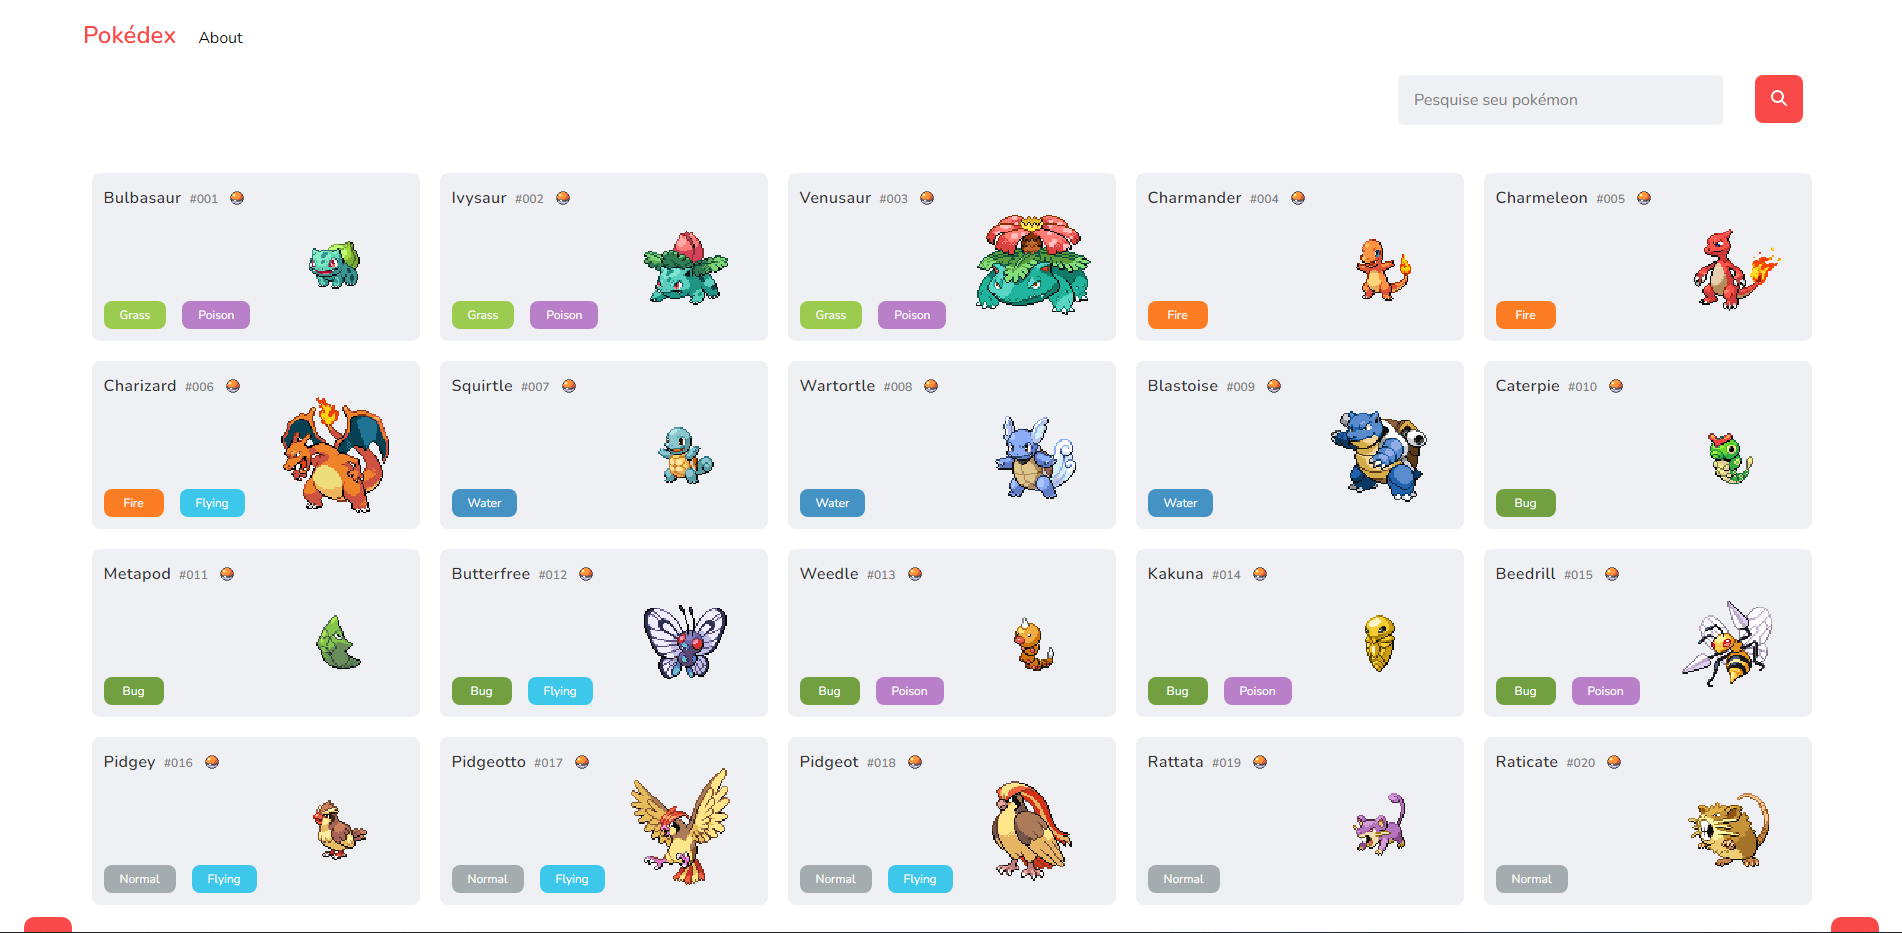 Pokédex About
Pesquise seu pokémon
Bulbasaur #001
Grass Poison
Ivysaur #002
Grass Poison
Venusaur #003
Grass Poison
Charmander #004
Fire
Charmeleon #005
Fire
Charizard #006
Fire Flying
Squirtle #007
Water
Wartortle #008
Water
Blastoise #009
Water
Caterpie #010
Bug
Metapod #011
Bug
Butterfree #012
Bug Flying
Weedle #013
Bug Poison
Kakuna #014
Bug Poison
Beedrill #015
Bug Poison
Pidgey #016
Normal Flying
Pidgeotto #017
Normal Flying
Pidgeot #018
Normal Flying
Rattata #019
Normal
Raticate #020
Normal